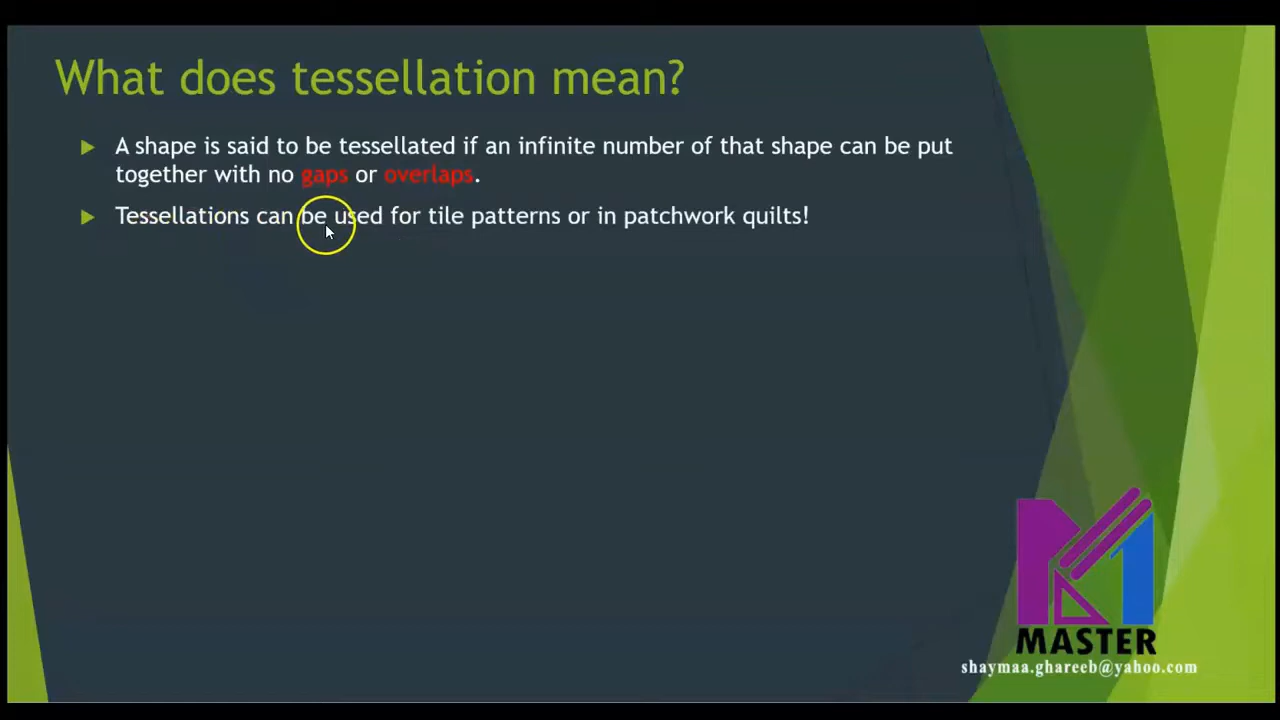 What does tessellation mean?
A shape is said to be tessellated if an infinite number of that shape can be put
together with no gaps or overlaps.
Tessellations can be used for tile patterns or in patchwork quilts!
M1
MASTER
shaymaa.ghareeb@yahoo.com